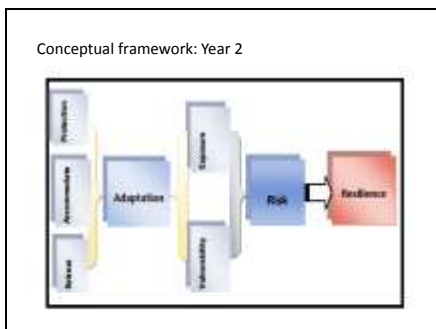 Conceptual framework: Year 2
Protection
Accommodate
Retreat
Adaptation
Exposure
Vulnerability
Risk
Resilience